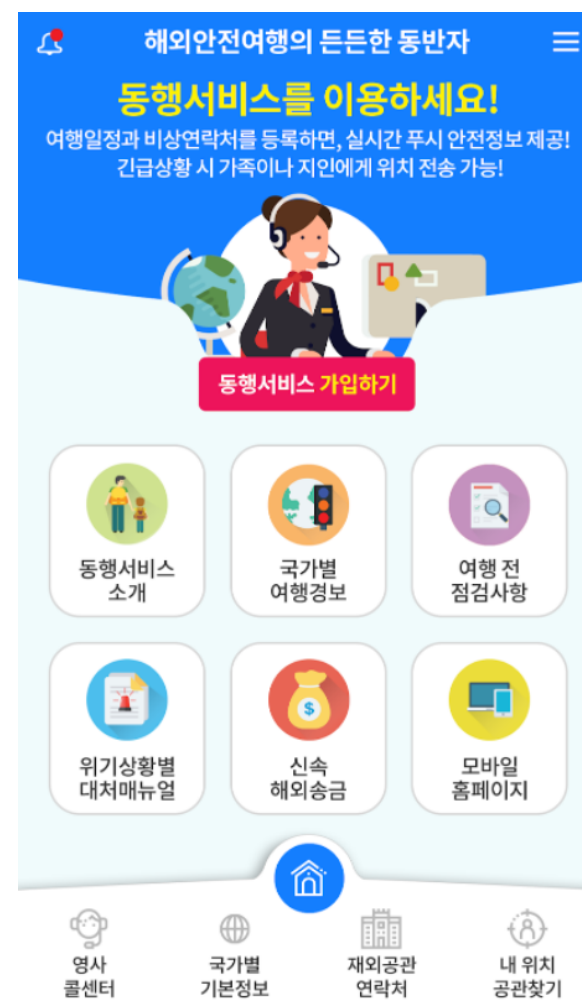 해외안전여행의 든든한 동반자
동행서비스를 이용하세요!
여행일정과 비상연락처를 등록하면, 실시간 푸시 안전정보 제공!
긴급상황 시 가족이나 지인에게 위치 전송 가능!
동행서비스 가입하기
동행서비스
소개
국가별
여행경보
여행 전
점검사항
위기상황별
대처매뉴얼
$
신속
해외송금
모바일
홈페이지
영사
콜센터
국가별
기본정보
재외공관
연락처
내 위치
공관찾기